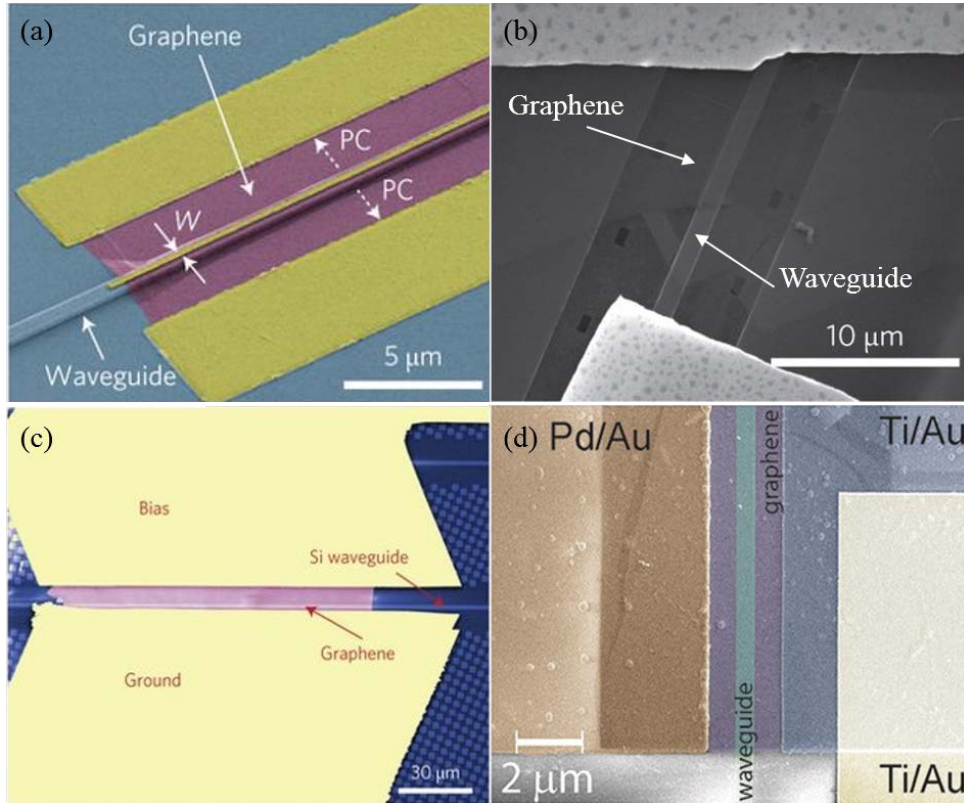 (a)
Graphene
PC
PC
W
Waveguide
5 μm
(b)
Graphene
Waveguide
10 μm
(c)
Bias
Si waveguide
Graphene
Ground
30 μm
(d)
Pd/Au
graphene
Ti/Au
waveguide
2 μm
Ti/Au